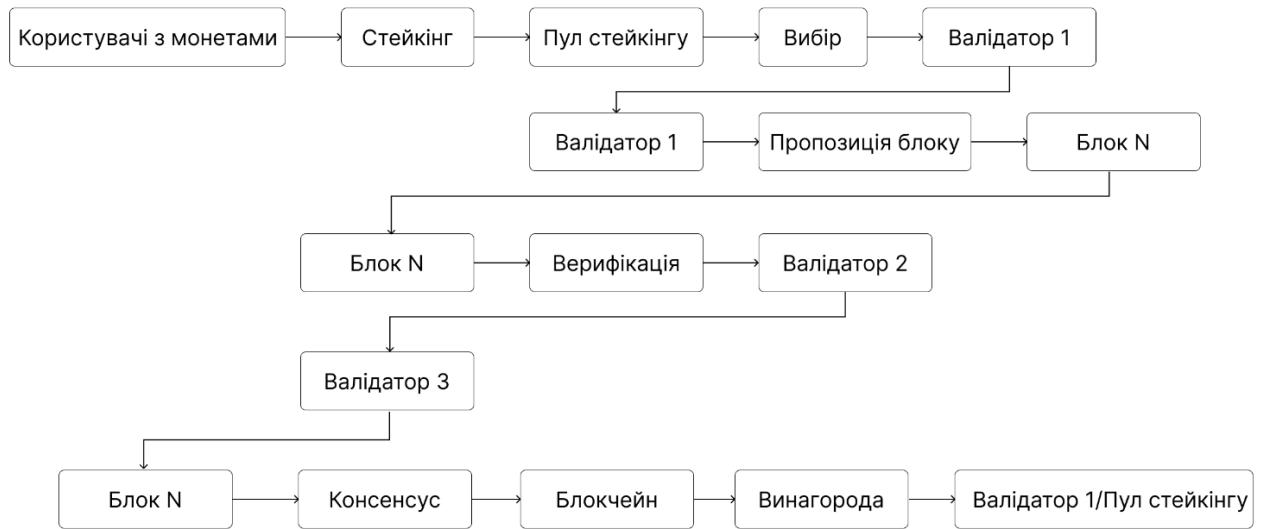 Користувачі з монетами
Стейкінг
Пул стейкінгу
Вибір
Валідатор 1
Валідатор 1
Пропозиція блоку
Блок N
Блок N
Верифікація
Валідатор 2
Валідатор 3
Блок N
Консенсус
Блокчейн
Винагорода
Валідатор 1/Пул стейкінгу